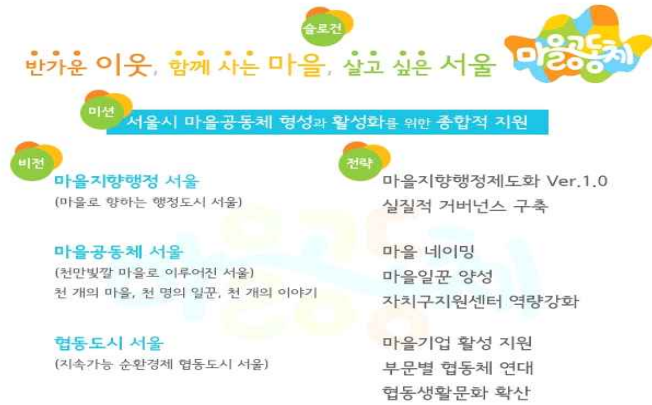 슬로건
반가운 이웃, 함께 사는 마을, 살고 싶은 서울
마을공동체
미션
서울시 마을공동체 형성과 활성화를 위한 종합적 지원
비전
마을지향행정 서울
(마을로 향하는 행정도시 서울)
마을공동체 서울
(천만빛깔 마을로 이루어진 서울)
천 개의 마을, 천 명의 일꾼, 천 개의 이야기
협동도시 서울
(지속가능 순환경제 협동도시 서울)
전략
마을지향행정제도화 Ver.1.0
실질적 거버넌스 구축
마을 네이밍
마을일꾼 양성
자치구지원센터 역량강화
마을기업 활성 지원
부문별 협동체 연대
협동생활문화 확산